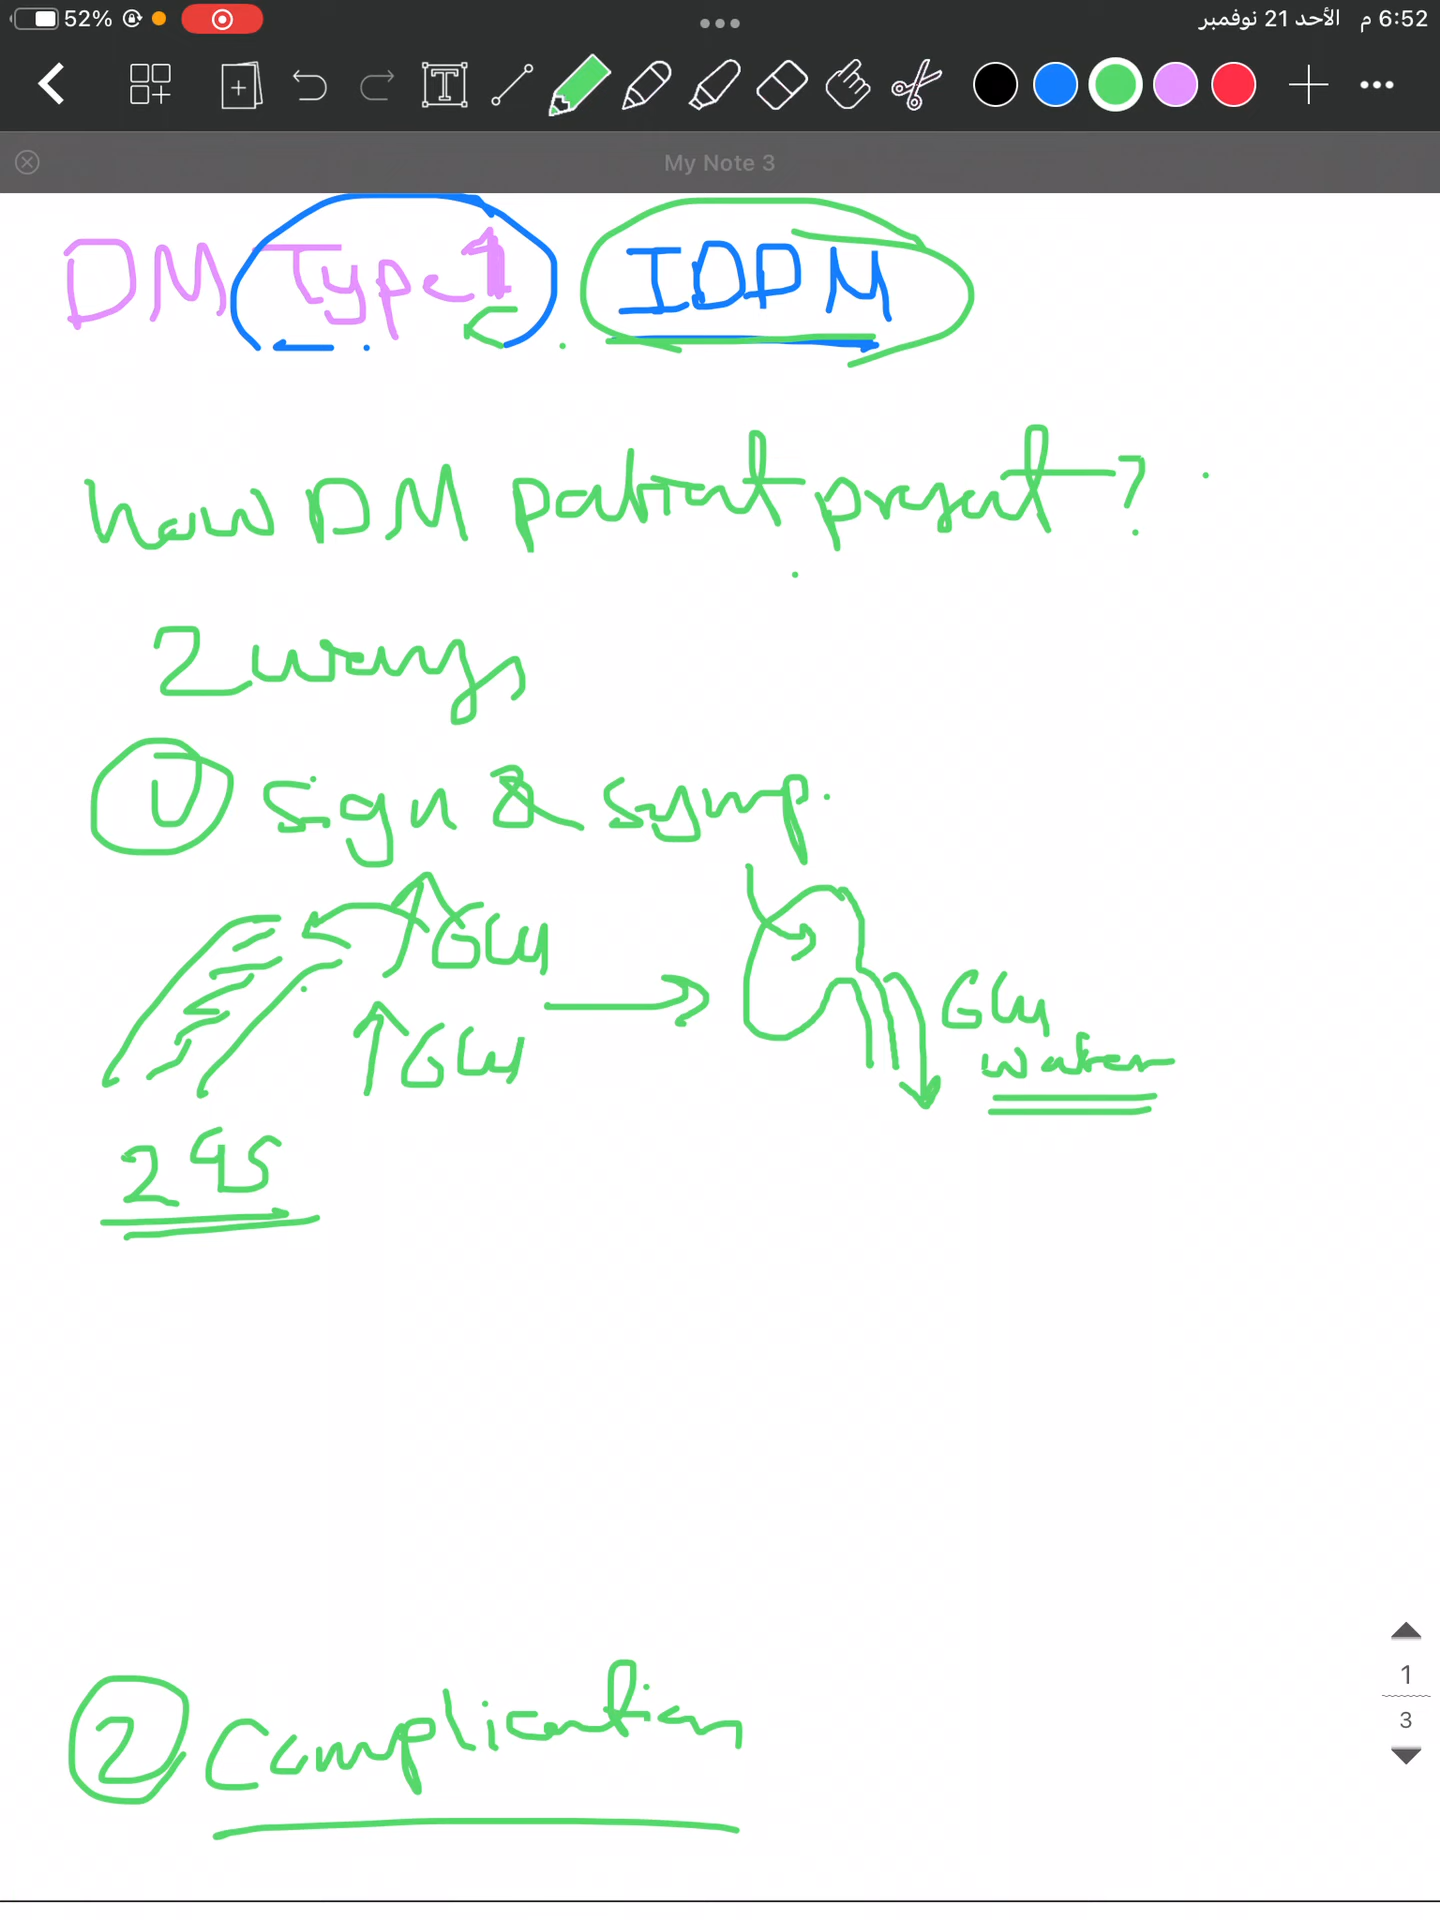 52% 6:52 م الأحد 21 نوفمبر
T
My Note 3
DM Type 1 IDDM
how DM patient present ?
2 ways
1 sign & symp.
↑ Glu
↑ Glu → Glu
water
295
1
3
2 Complication